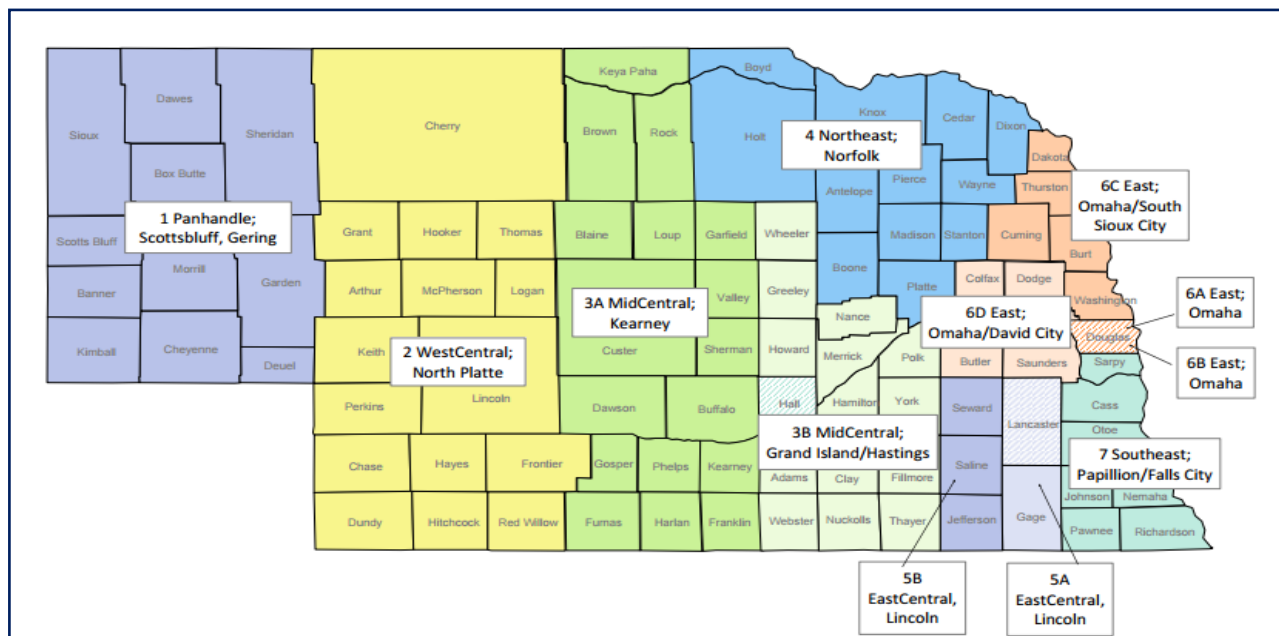 Keya Paha
Boyd
Dawes
Knox
Cedar
Dixon
Sioux
Sheridan
Cherry
Brown
Rock
Holt
4 Northeast;
Norfolk
Dakota
Box Butte
Antelope
Pierce
Wayne
Thurston
6C East;
Omaha/South
Sioux City
1 Panhandle;
Scottsbluff, Gering
Scotts Bluff
Grant
Hooker
Thomas
Blaine
Loup
Garfield
Wheeler
Madison
Stanton
Cuming
Burt
Morrill
Banner
Garden
Arthur
McPherson
Logan
3A MidCentral;
Kearney
Valley
Greeley
Boone
Platte
Colfax
Dodge
Washington
6A East;
Omaha
Nance
6D East;
Omaha/David City
Kimball
Cheyenne
Deuel
Keith
2 WestCentral;
North Platte
Custer
Sherman
Howard
Merrick
Polk
Butler
Saunders
Douglas
Sarpy
6B East;
Omaha
Perkins
Lincoln
Dawson
Buffalo
Hall
Hamilton
York
Seward
Lancaster
Cass
Otoe
3B MidCentral;
Grand Island/Hastings
7 Southeast;
Papillion/Falls City
Chase
Hayes
Frontier
Gosper
Phelps
Kearney
Adams
Clay
Fillmore
Saline
Johnson
Nemaha
Dundy
Hitchcock
Red Willow
Furnas
Harlan
Franklin
Webster
Nuckolls
Thayer
Jefferson
Gage
Pawnee
Richardson
5B
EastCentral,
Lincoln
5A
EastCentral,
Lincoln